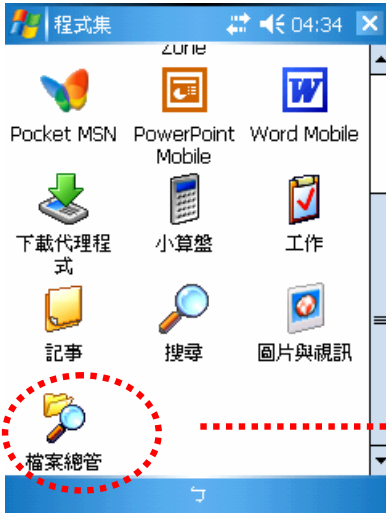 程式集 04:34
Zone
Pocket MSN PowerPoint Mobile Word Mobile
下載代理程式 小算盤 工作
記事 搜尋 圖片與視訊
檔案總管
ㄅ